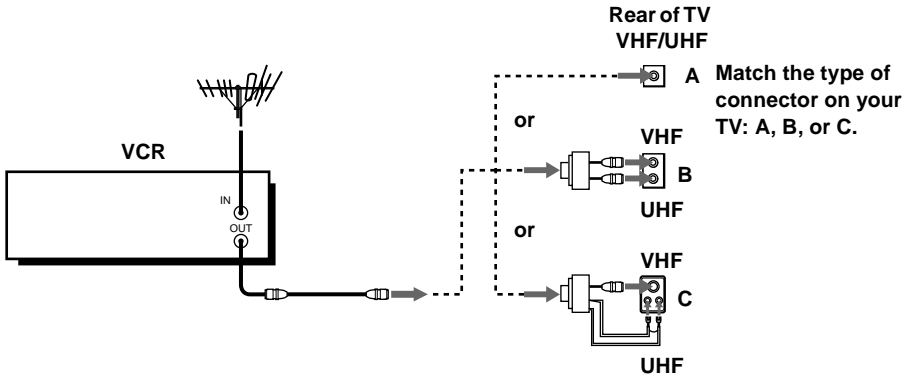 Rear of TV
VHF/UHF
A
Match the type of
connector on your
TV: A, B, or C.
or
VHF
VCR
B
IN
UHF
OUT
or
VHF
C
UHF